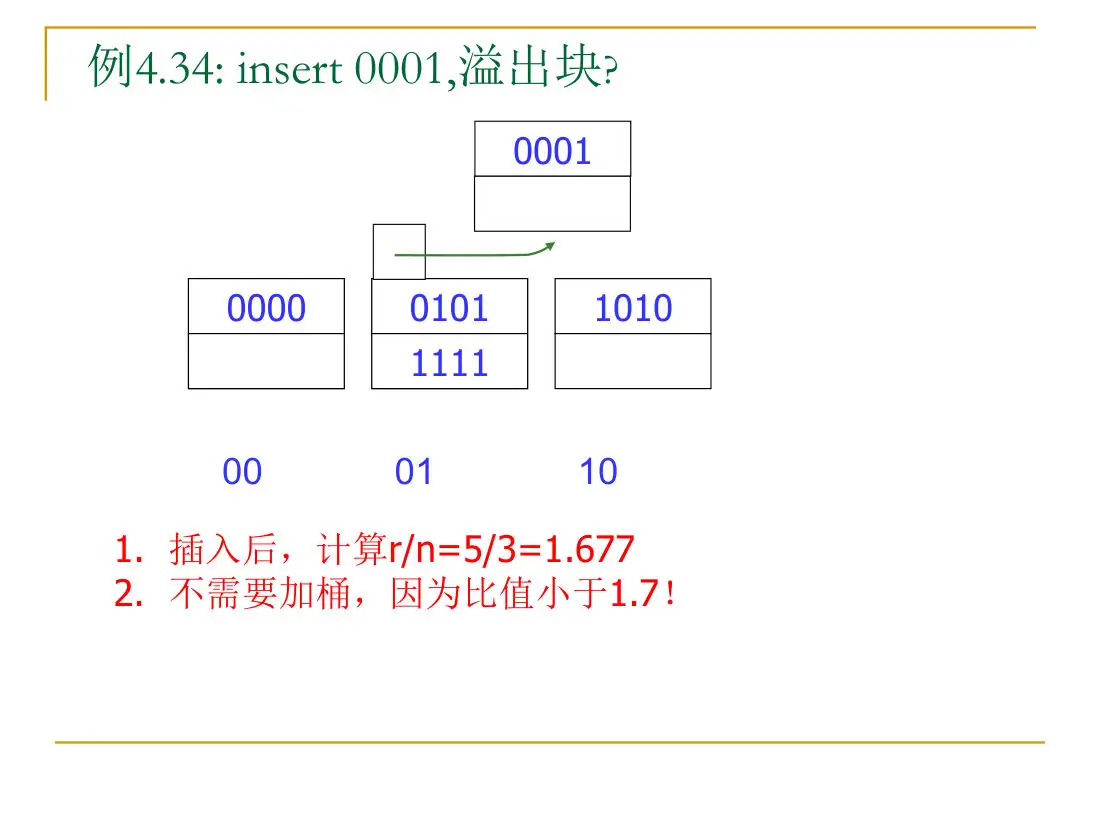 例4.34: insert 0001,溢出块?
0001
0000 0101 1010
1111
00 01 10
1. 插入后，计算r/n=5/3=1.677
2. 不需要加桶，因为比值小于1.7！